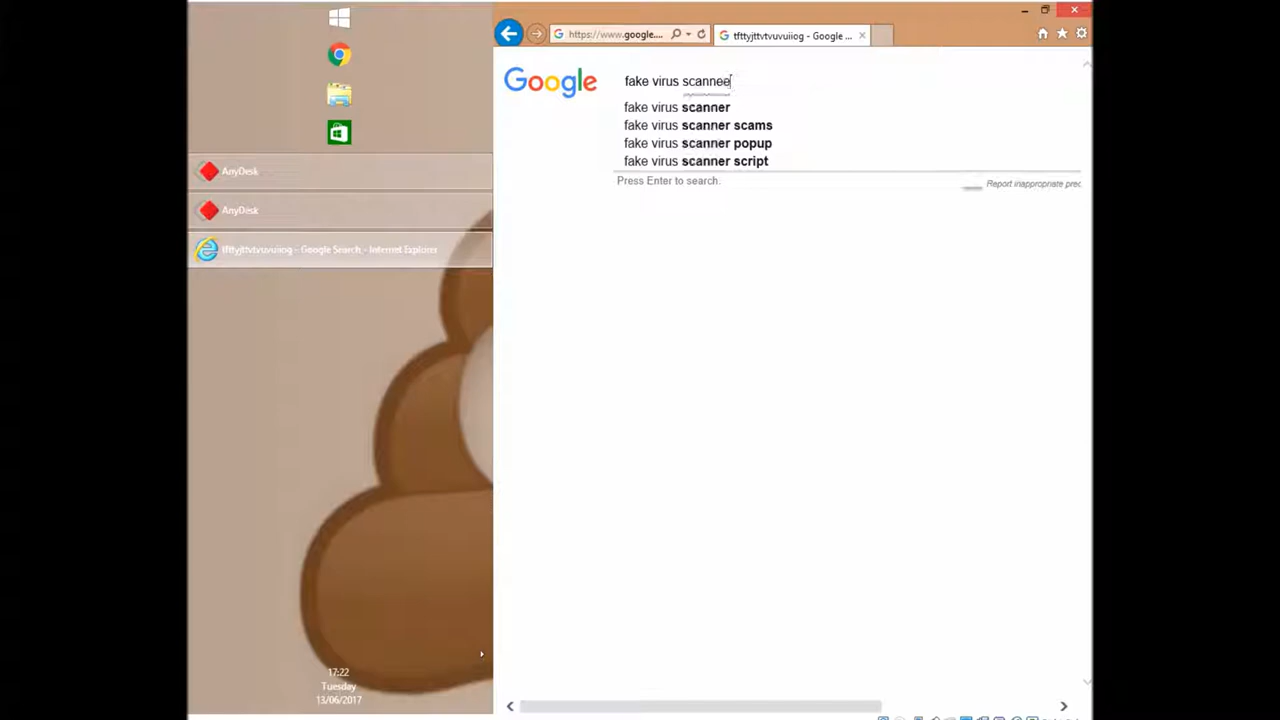 https://www.google....
tfttyjttvtvuvuiiog - Google ...
Google
fake virus scannee
fake virus scanner
fake virus scanner scams
fake virus scanner popup
fake virus scanner script
Press Enter to search.
Report inappropriate prec
AnyDesk
AnyDesk
tfttyjttvtvuvuiiog - Google Search - Internet Explorer
17:22
Tuesday
13/06/2017